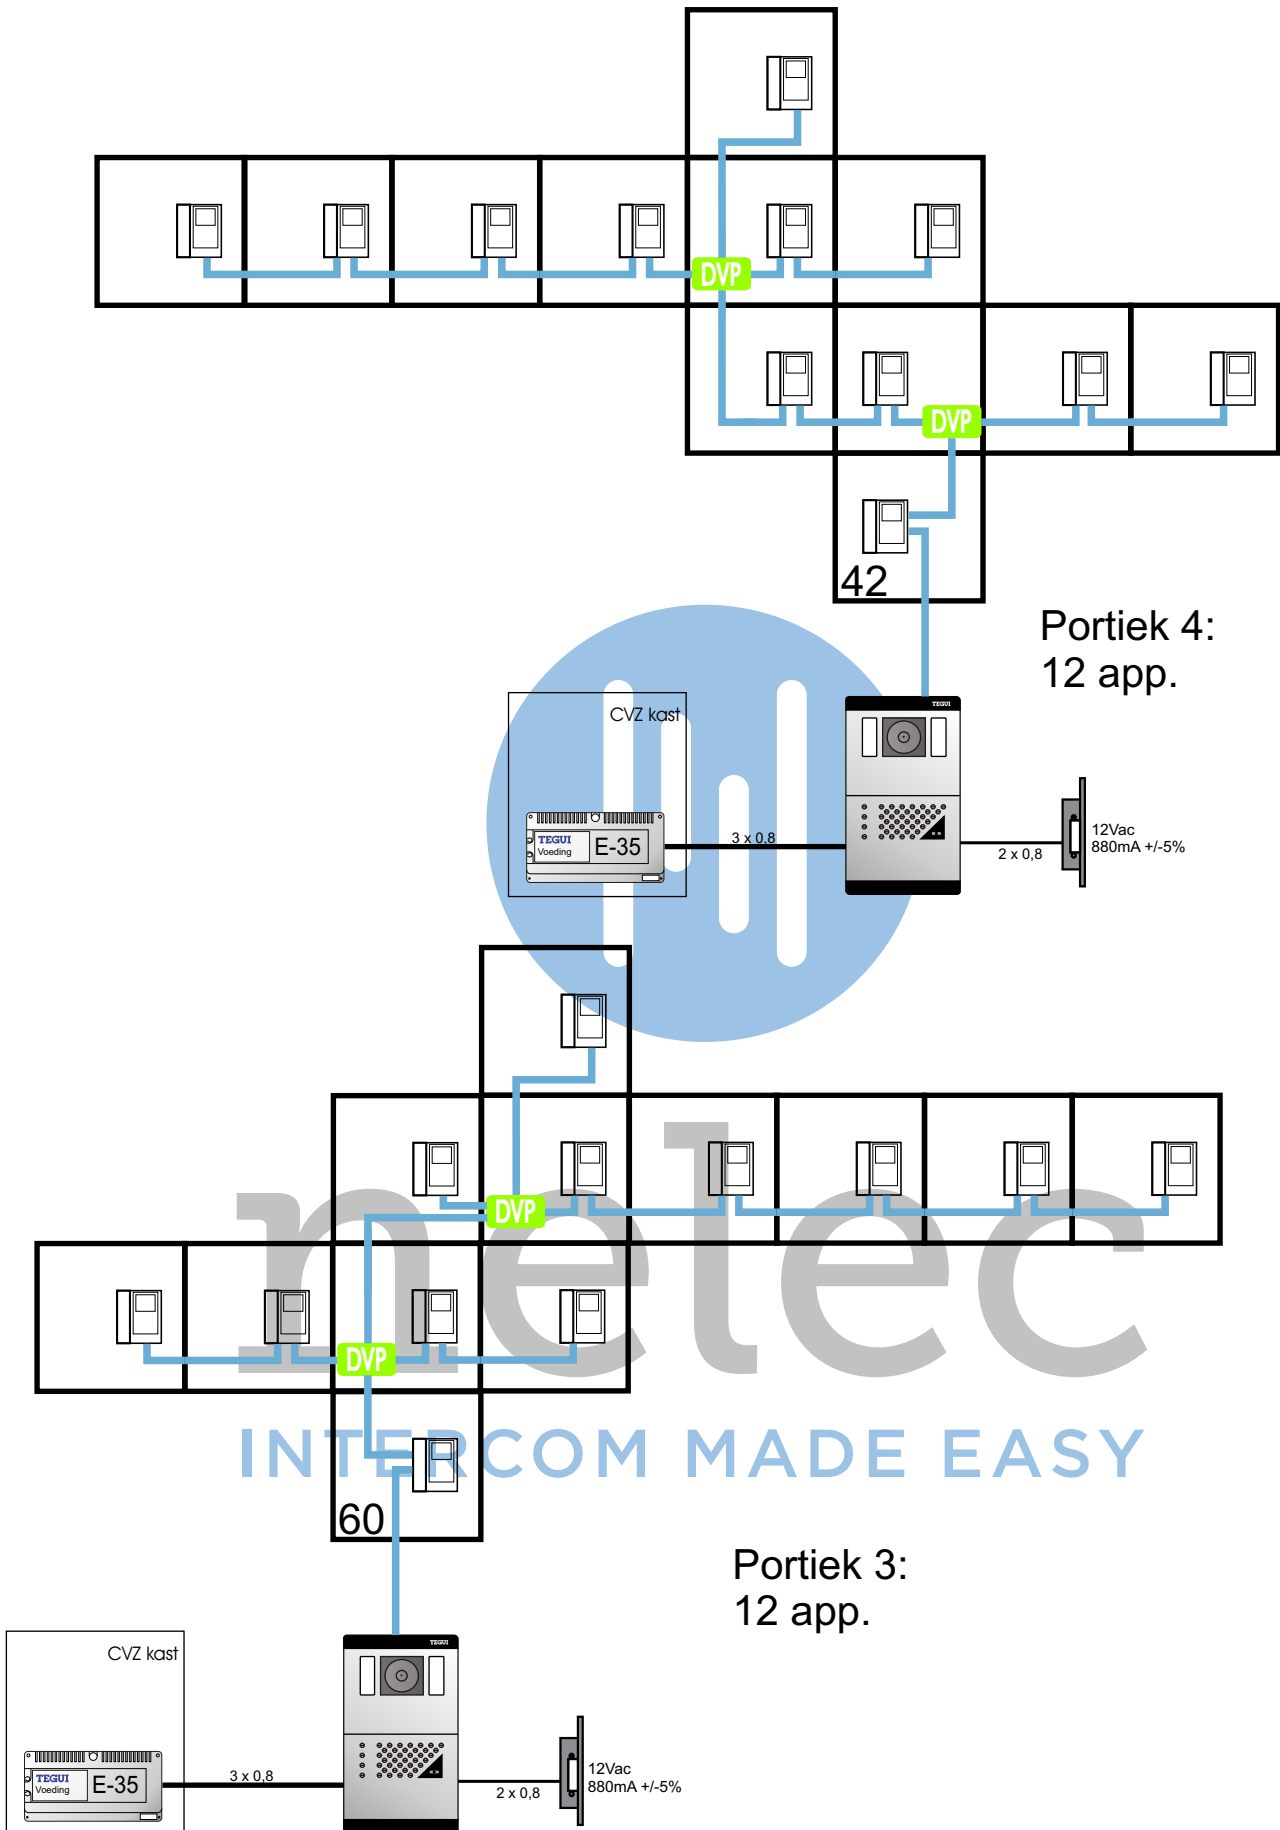 DVP
DVP
42
Portiek 4:
12 app.
CVZ kast
TEGUI
TEGUI
Voeding
E-35
3 x 0,8
2 x 0,8
12Vac
880mA +/-5%
DVP
DVP
nelec
INTERCOM MADE EASY
60
Portiek 3:
12 app.
CVZ kast
TEGUI
TEGUI
Voeding
E-35
3 x 0,8
2 x 0,8
12Vac
880mA +/-5%